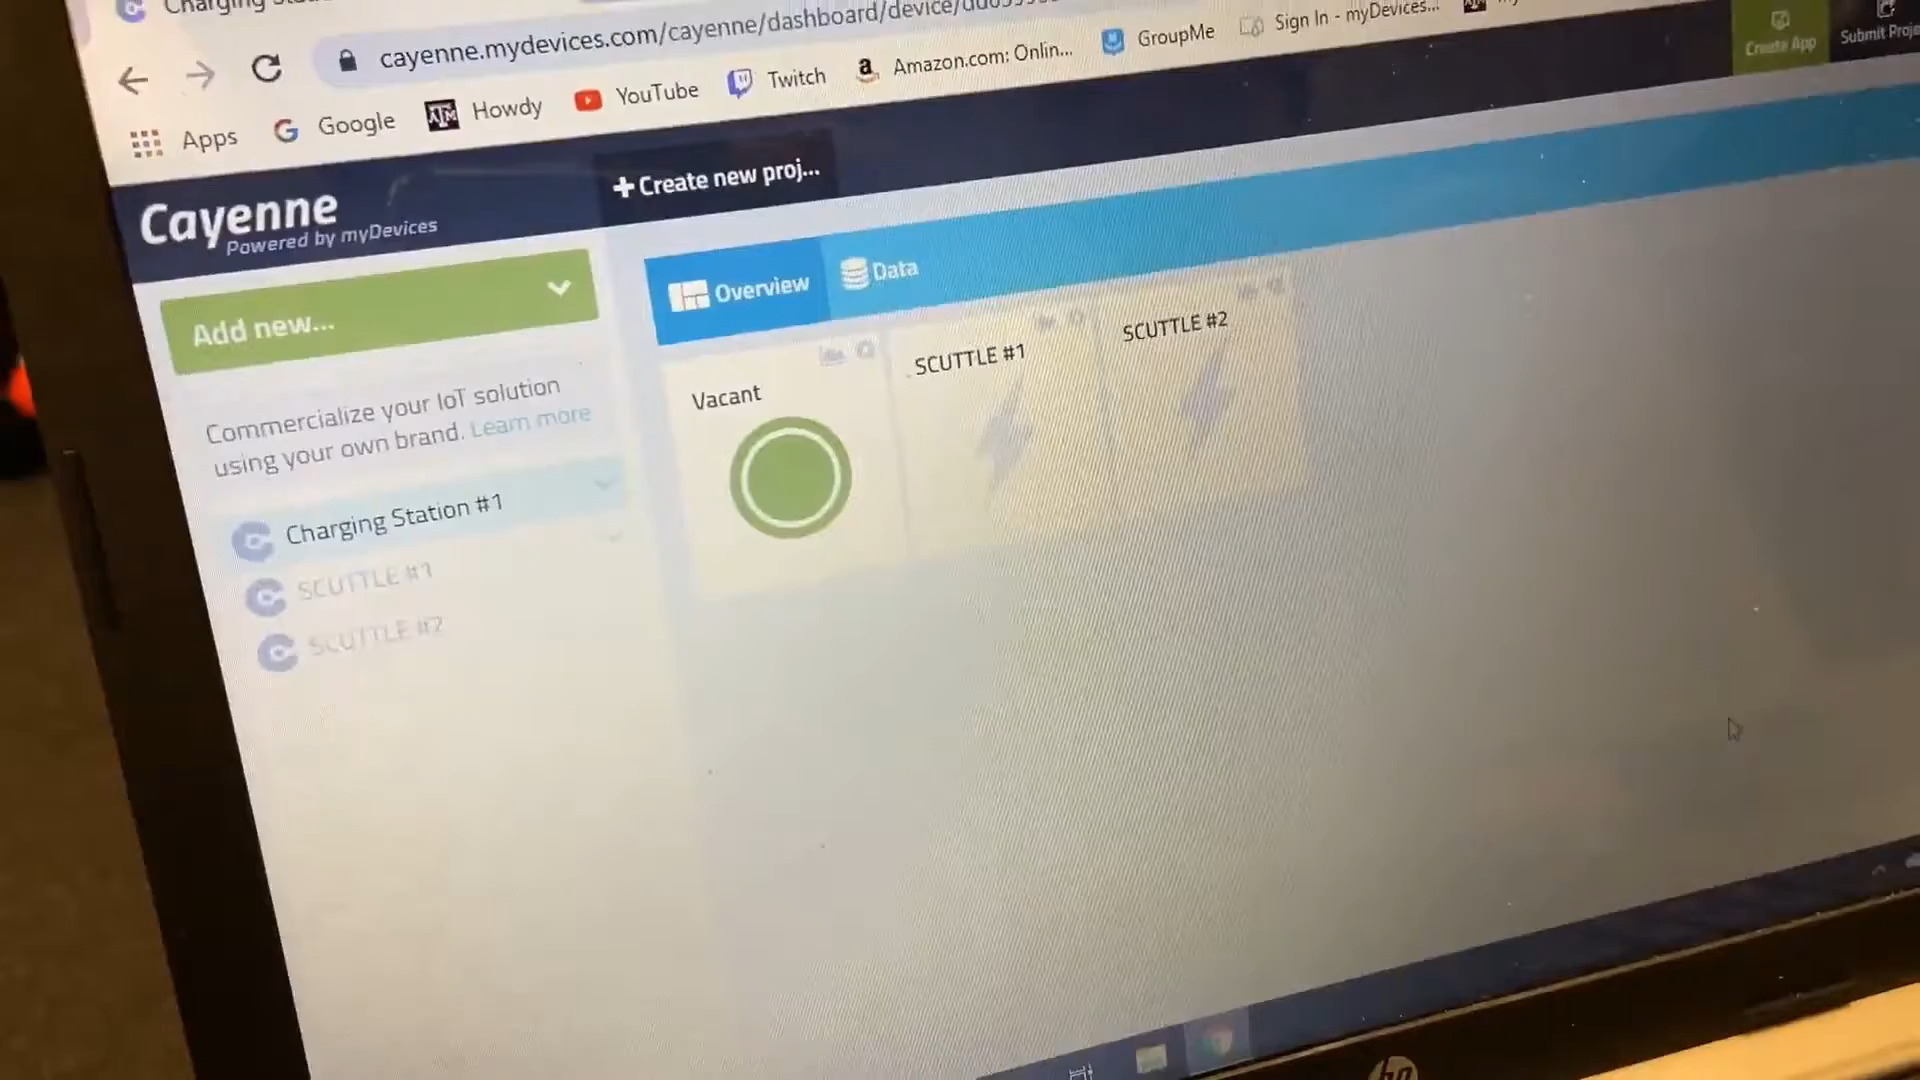 cayenne.mydevices.com/cayenne/dashboard/device/
Apps
Google
Howdy
YouTube
Twitch
Amazon.com: Onlin...
GroupMe
Sign In - myDevices...
Cayenne
Powered by myDevices
+Create new proj...
Create App
Submit Proje
Add new...
Overview
Data
Commercialize your IoT solution
using your own brand. Learn more
Charging Station #1
SCUTTLE #1
SCUTTLE #2
Vacant
SCUTTLE #1
SCUTTLE #2
hp